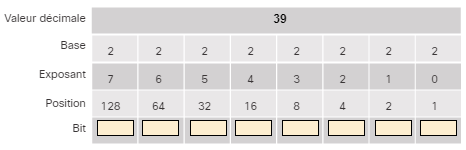 Valeur décimale 39
Base 2 2 2 2 2 2 2 2
Exposant 7 6 5 4 3 2 1 0
Position 128 64 32 16 8 4 2 1
Bit